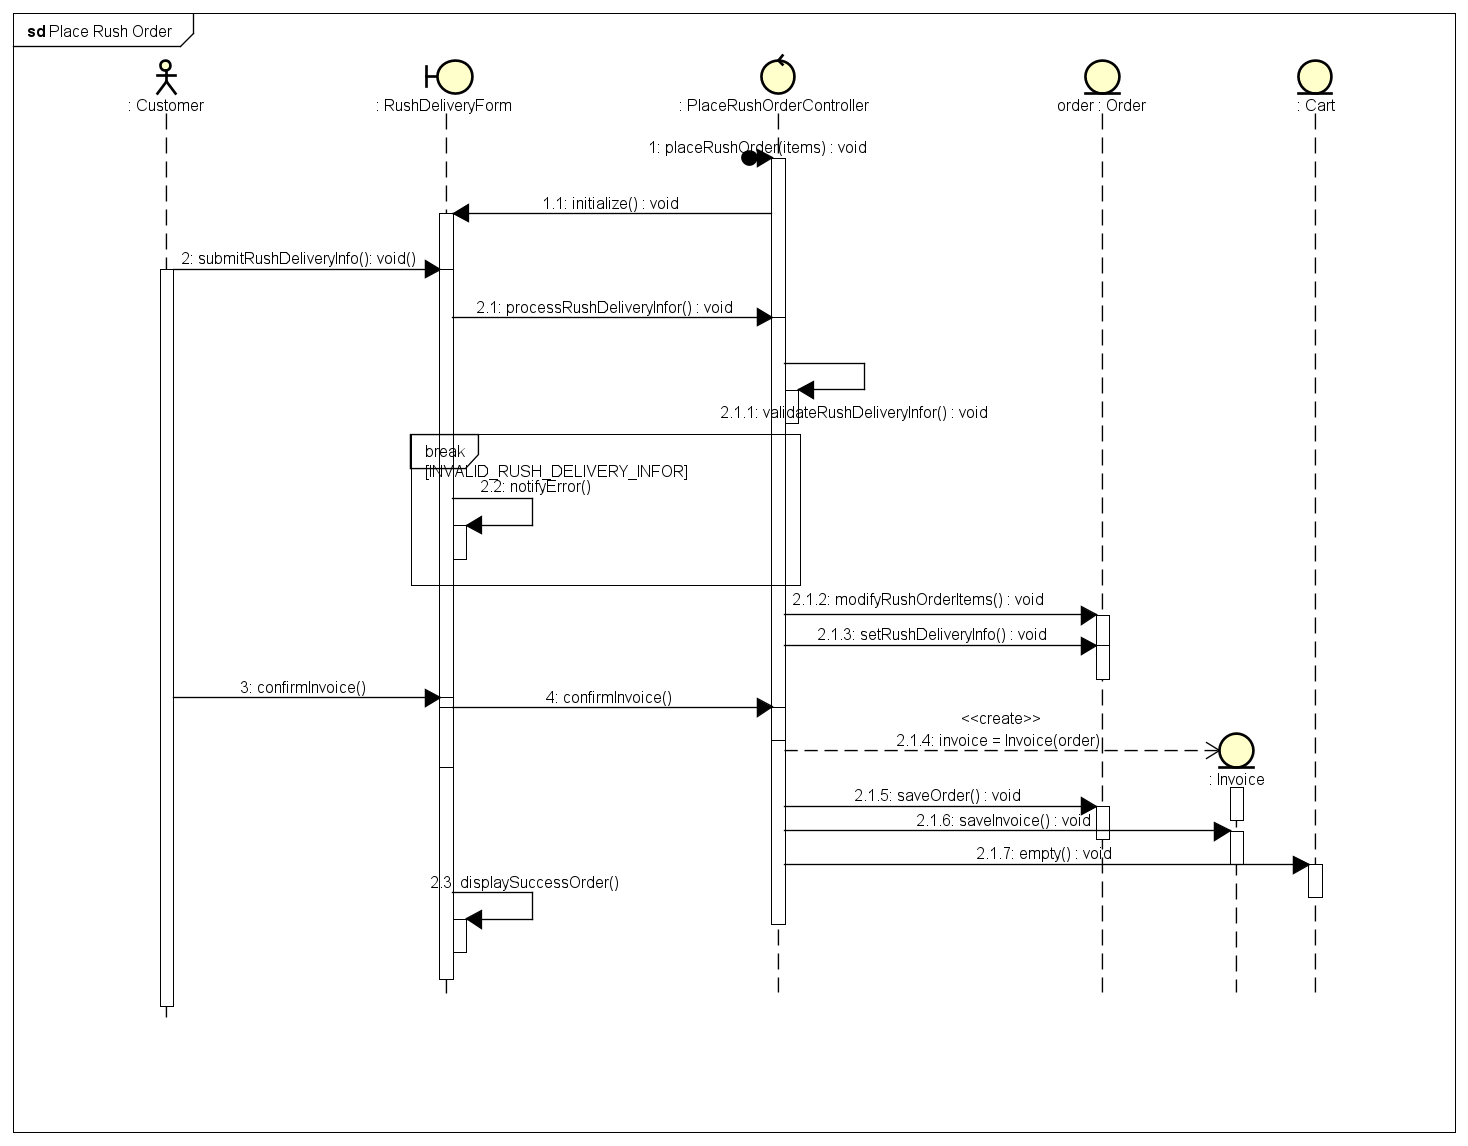 sd Place Rush Order
: Customer
: RushDeliveryForm
: PlaceRushOrderController
order : Order
: Cart
1: placeRushOrder(items) : void
1.1: initialize() : void
2: submitRushDeliveryInfo(): void()
2.1: processRushDeliveryInfor() : void
2.1.1: validateRushDeliveryInfor() : void
break
[INVALID_RUSH_DELIVERY_INFOR]
2.2: notifyError()
2.1.2: modifyRushOrderItems() : void
2.1.3: setRushDeliveryInfo() : void
3: confirmInvoice()
4: confirmInvoice()
<<create>>
2.1.4: invoice = Invoice(order)
: Invoice
2.1.5: saveOrder() : void
2.1.6: saveInvoice() : void
2.1.7: empty() : void
2.3: displaySuccessOrder()